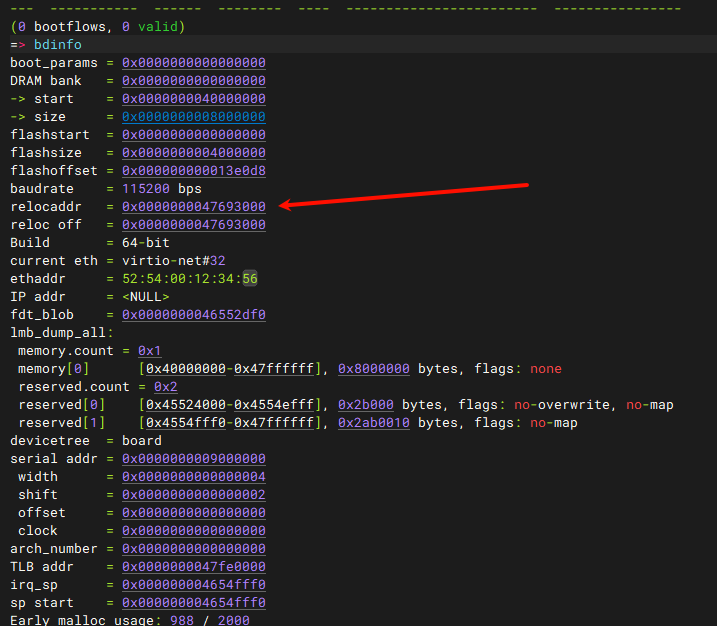 ---  -----------  ------  --------  ----  ------------------------  ----------------
(0 bootflows, 0 valid)
=> bdinfo
boot_params = 0x0000000000000000
DRAM bank   = 0x0000000000000000
-> start    = 0x0000000040000000
-> size     = 0x0000000008000000
flashstart  = 0x0000000000000000
flashsize   = 0x0000000004000000
flashoffset = 0x000000000013e0d8
baudrate    = 115200 bps
relocaddr   = 0x0000000047693000
reloc off   = 0x0000000047693000
Build       = 64-bit
current eth = virtio-net#32
ethaddr     = 52:54:00:12:34:56
IP addr     = <NULL>
fdt_blob    = 0x0000000046552df0
lmb_dump_all:
 memory.count = 0x1
 memory[0]      [0x40000000-0x47ffffff], 0x8000000 bytes, flags: none
 reserved.count = 0x2
 reserved[0]    [0x45524000-0x4554efff], 0x2b000 bytes, flags: no-overwrite, no-map
 reserved[1]    [0x4554fff0-0x47ffffff], 0x2ab0010 bytes, flags: no-map
devicetree  = board
serial addr = 0x0000000009000000
 width      = 0x0000000000000004
 shift      = 0x0000000000000002
 offset     = 0x0000000000000000
 clock      = 0x0000000000000000
arch_number = 0x0000000000000000
TLB addr    = 0x0000000047fe0000
irq_sp      = 0x000000004654fff0
sp start    = 0x000000004654fff0
Early malloc usage: 988 / 2000